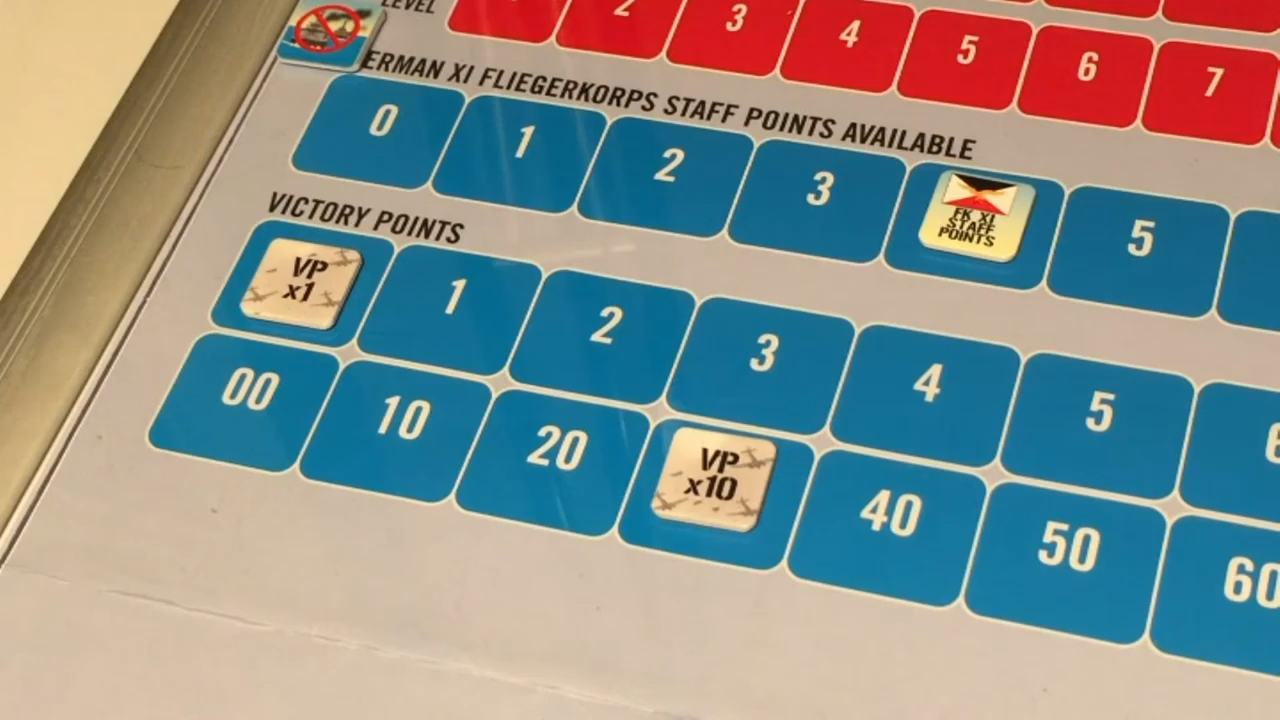 LEVEL
2 3 4 5 6 7
ERMAN XI FLIEGERKORPS STAFF POINTS AVAILABLE
0 1 2 3
FK XI
STAFF
POINTS
5
VICTORY POINTS
VP
x1
1 2 3 4 5 6
00 10 20
VP
x10
40 50 60